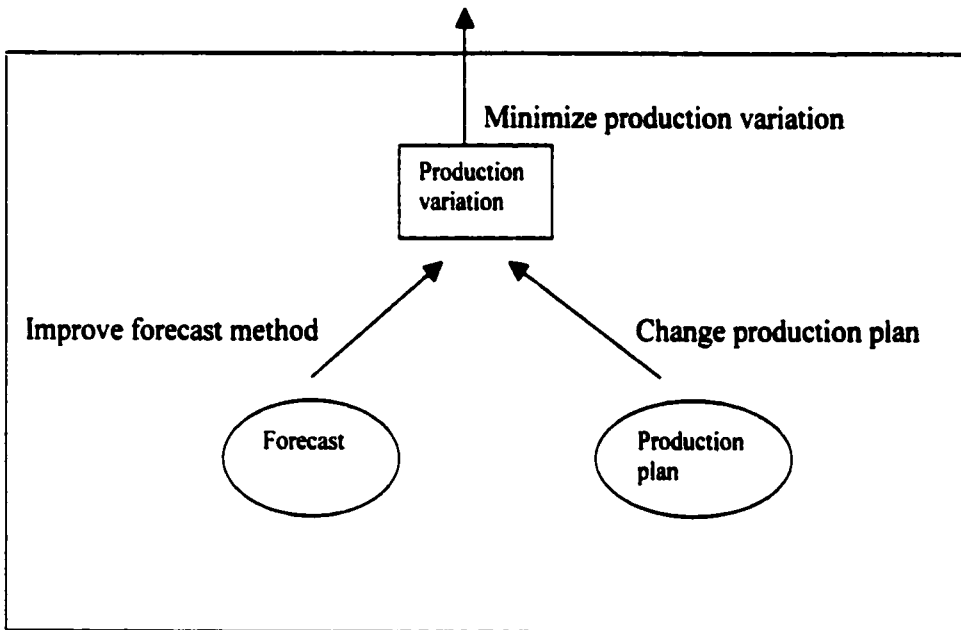 Minimize production variation
Production
variation
Improve forecast method
Change production plan
Forecast
Production
plan